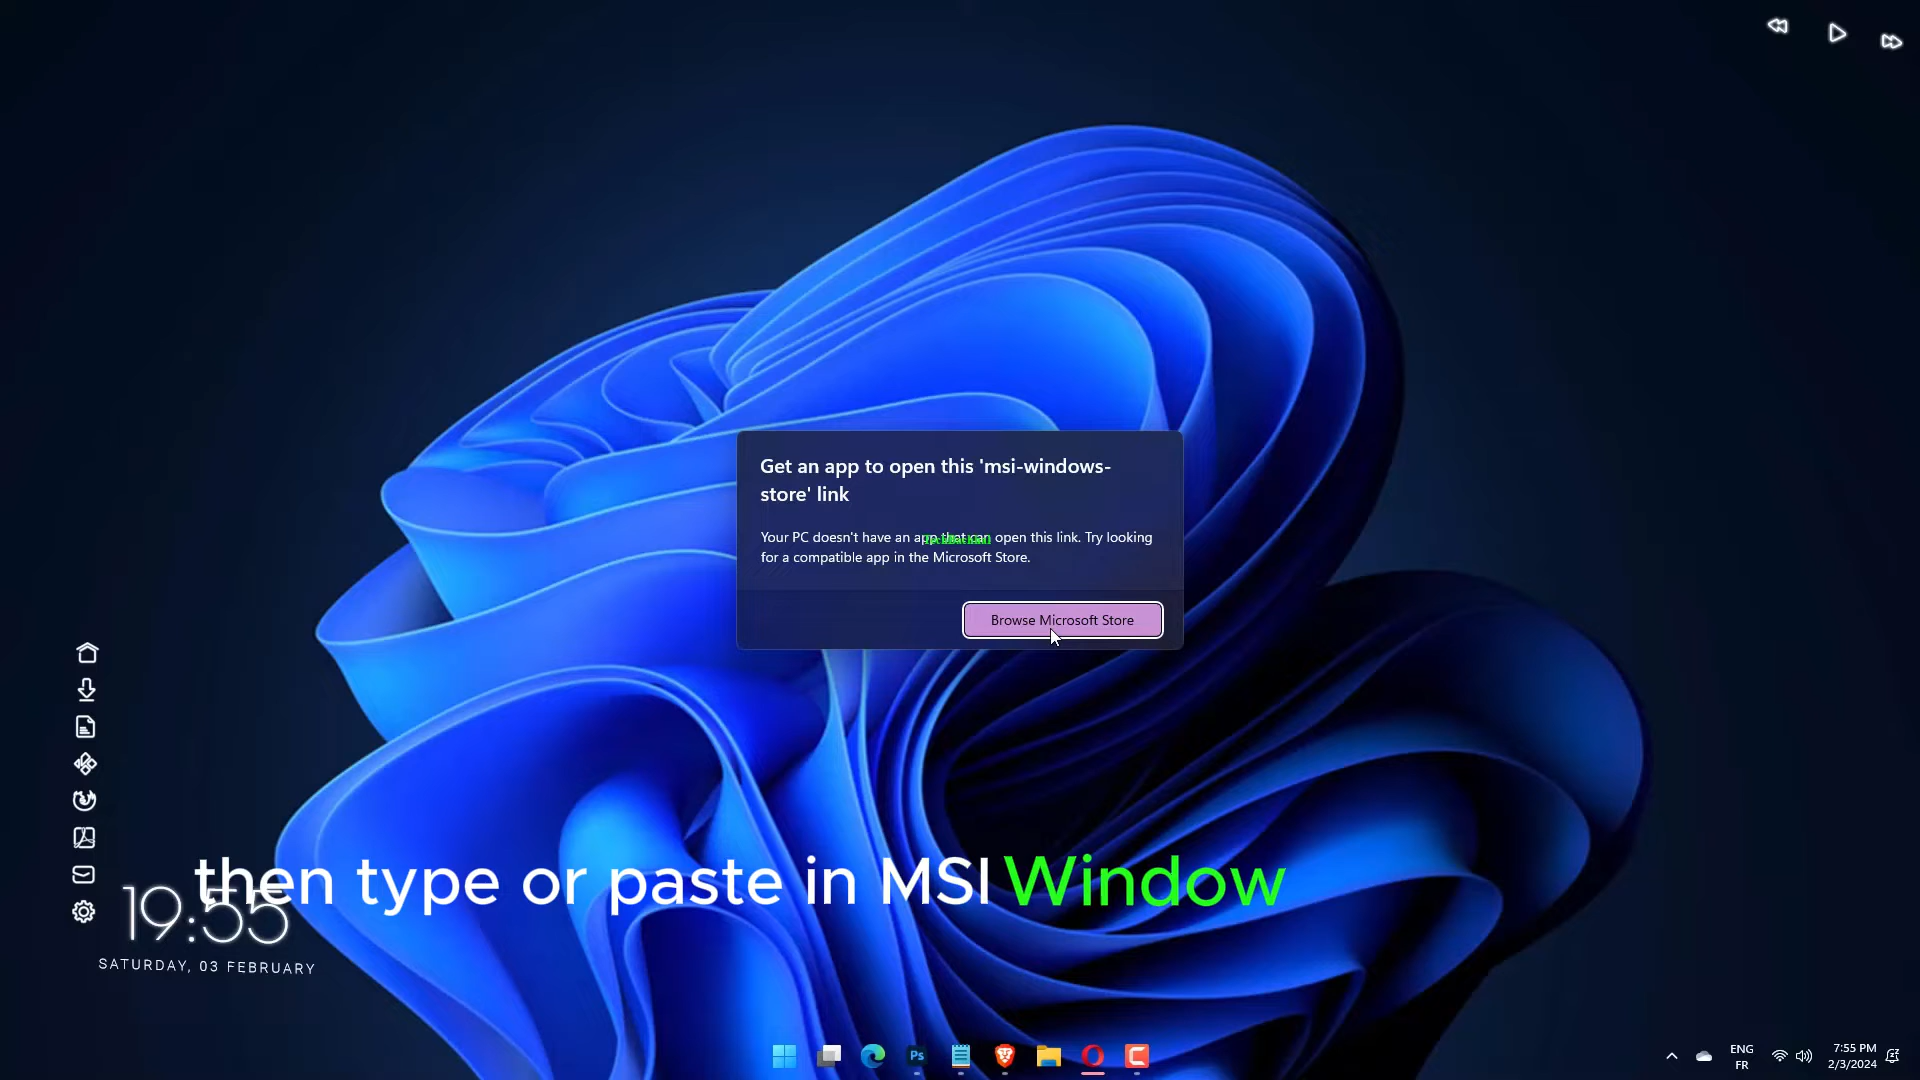 Get an app to open this 'msi-windows-
store' link
Your PC doesn't have an app that can open this link. Try looking
for a compatible app in the Microsoft Store.
Browse Microsoft Store
then type or paste in MSI Window
19:55
SATURDAY, 03 FEBRUARY
Ps
ENG
FR
7:55 PM
2/3/2024